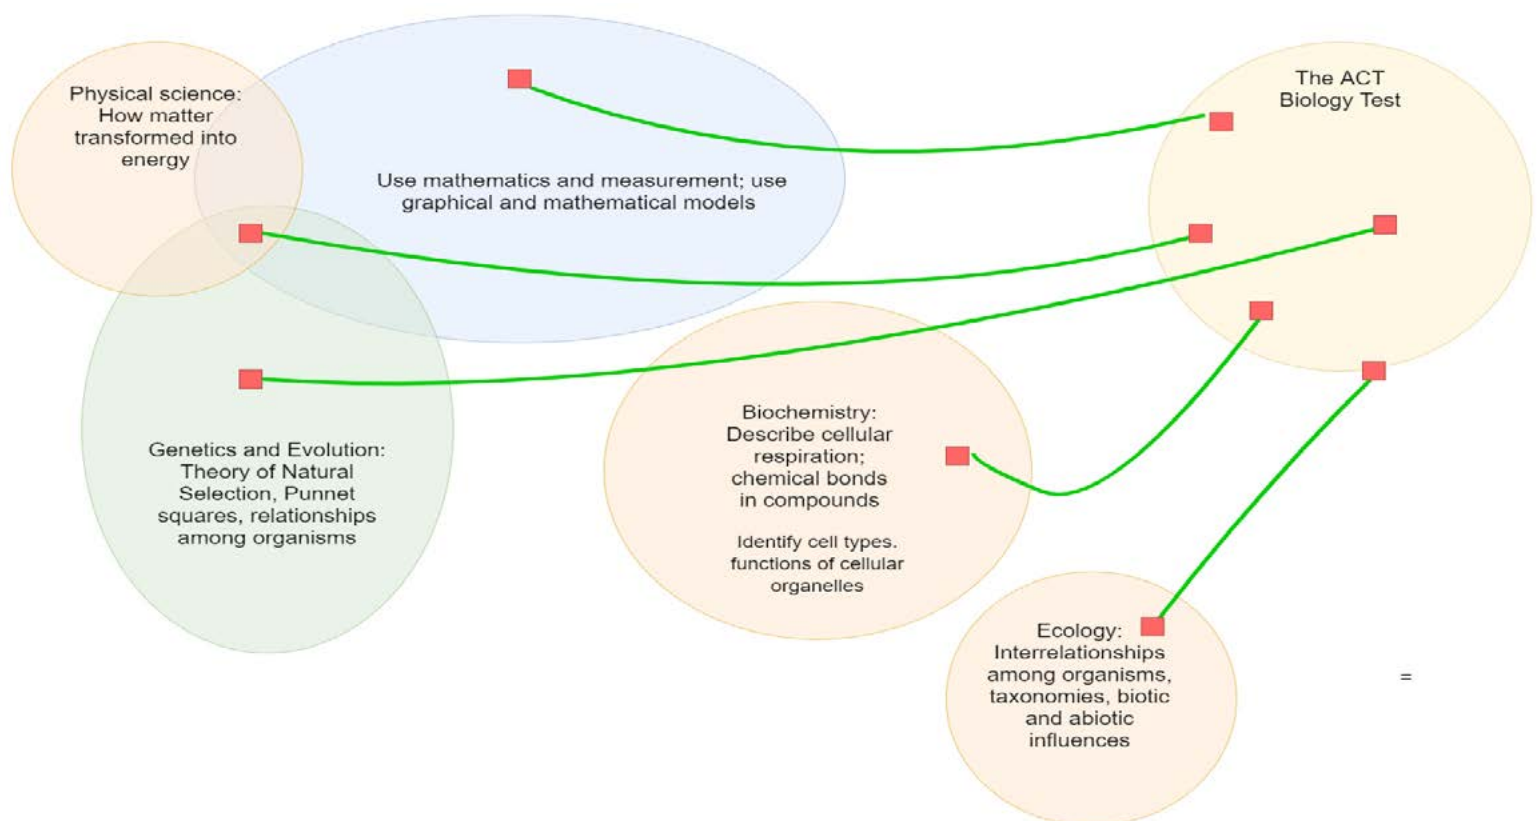 Physical science:
How matter
transformed into
energy
Use mathematics and measurement; use
graphical and mathematical models
The ACT
Biology Test
Genetics and Evolution:
Theory of Natural
Selection, Punnet
squares, relationships
among organisms
Biochemistry:
Describe cellular
respiration;
chemical bonds
in compounds
Identify cell types.
functions of cellular
organelles
Ecology:
Interrelationships
among organisms,
taxonomies, biotic
and abiotic
influences
=